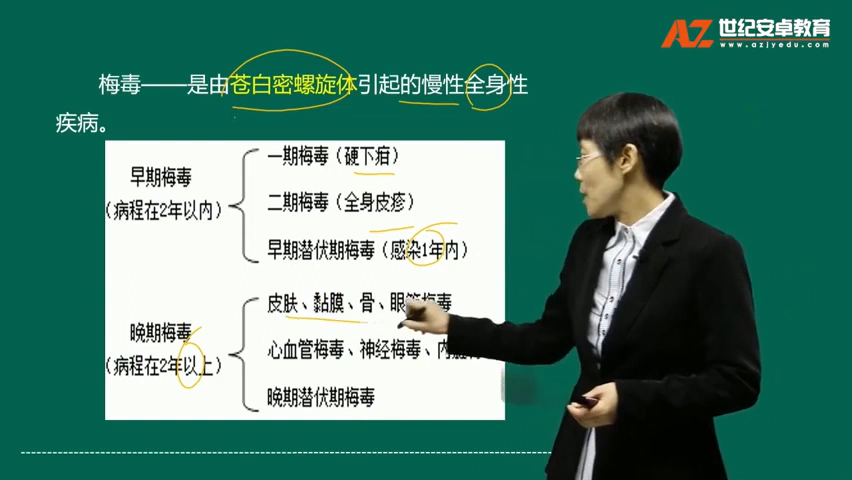 AZ 世纪安卓教育
www.azjyedu.com
梅毒——是由苍白密螺旋体引起的慢性全身性
疾病。
早期梅毒
(病程在2年以内)
一期梅毒(硬下疳)
二期梅毒(全身皮疹)
早期潜伏期梅毒(感染1年内)
晚期梅毒
(病程在2年以上)
皮肤、黏膜、骨、眼管梅毒
心血管梅毒、神经梅毒、内
晚期潜伏期梅毒